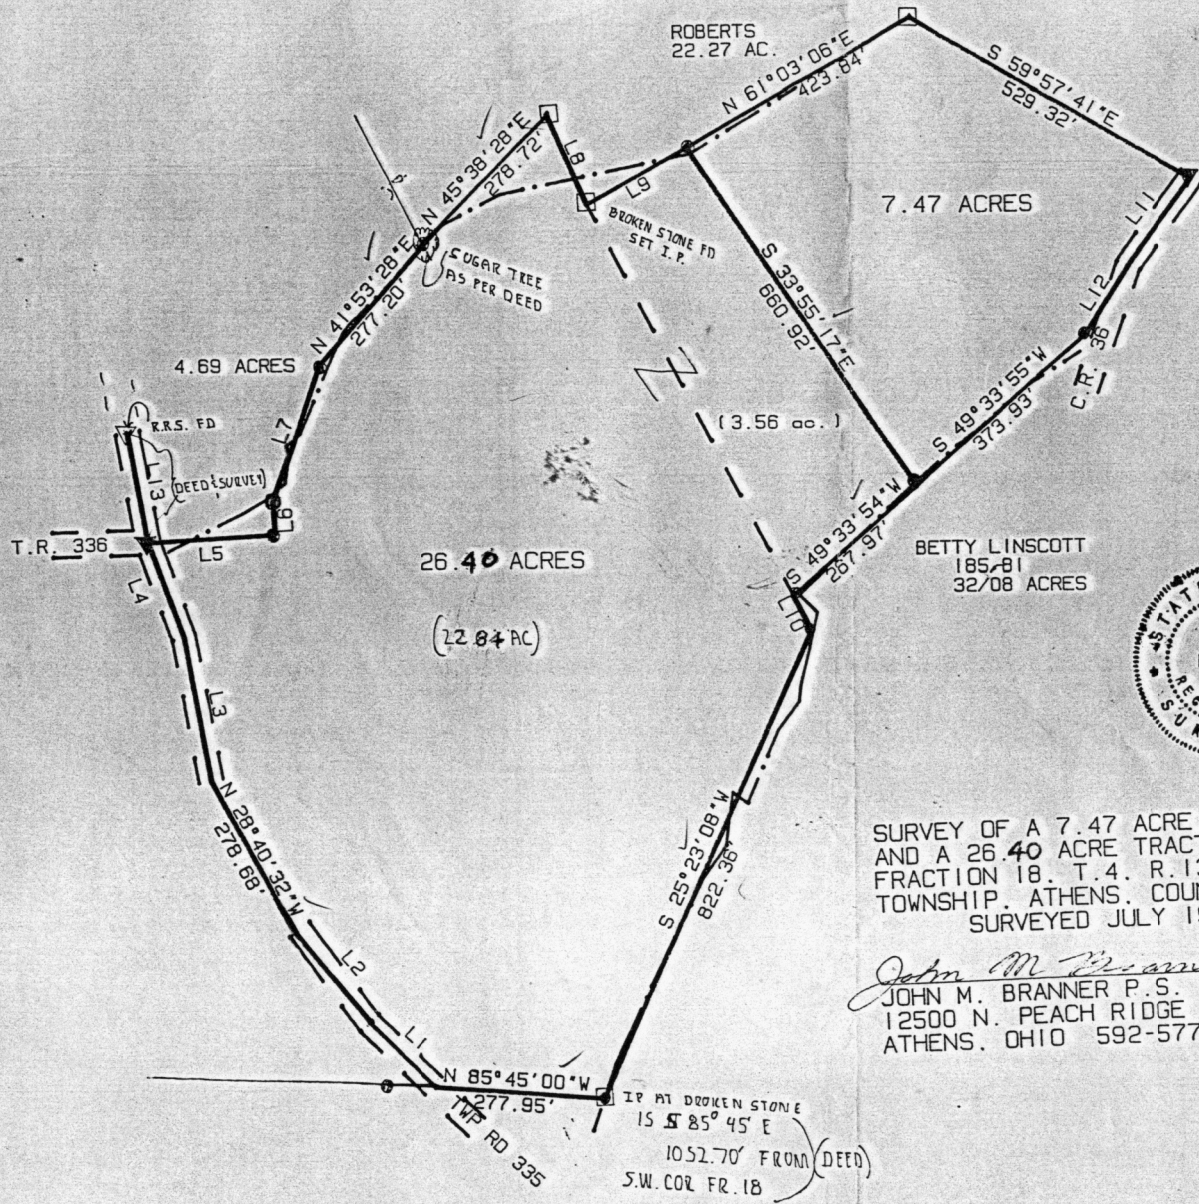 ROBERTS
22.27 AC.
N 61°03'06"E
423.84'
S 59°57'41"E
529.32'
N 45°38'28"E
278.72'
L8
L9
7.47 ACRES
L11
L12
C.R. 36
BROKEN STONE FD
SET I.P.
SUGAR TREE
AS PER DEED
N 41°53'28"E
277.20'
S 33°55'17"E
660.92'
4.69 ACRES
R.R.S. FD
L13
(DEED & SURVEY)
L7
L6
L5
T.R. 336
L4
(3.56 ac.)
S 49°33'55"W
373.93'
S 49°33'54"W
267.97'
L10
26.40 ACRES
(22.84 AC)
BETTY LINSCOTT
185/81
32/08 ACRES
L3
N 28°40'32"W
278.68'
S 25°23'08"W
822.36'
L2
L1
N 85°45'00"W
277.95'
TWP RD 335
IP AT BROKEN STONE
IS S 85° 45' E
1052.70' FROM (DEED)
S.W. COR FR. 18
SURVEY OF A 7.47 ACRE
AND A 26.40 ACRE TRAC
FRACTION 18. T.4. R.13
TOWNSHIP. ATHENS. COU
SURVEYED JULY 1
John M Brann
JOHN M. BRANNER P.S.
12500 N. PEACH RIDGE
ATHENS. OHIO 592-577